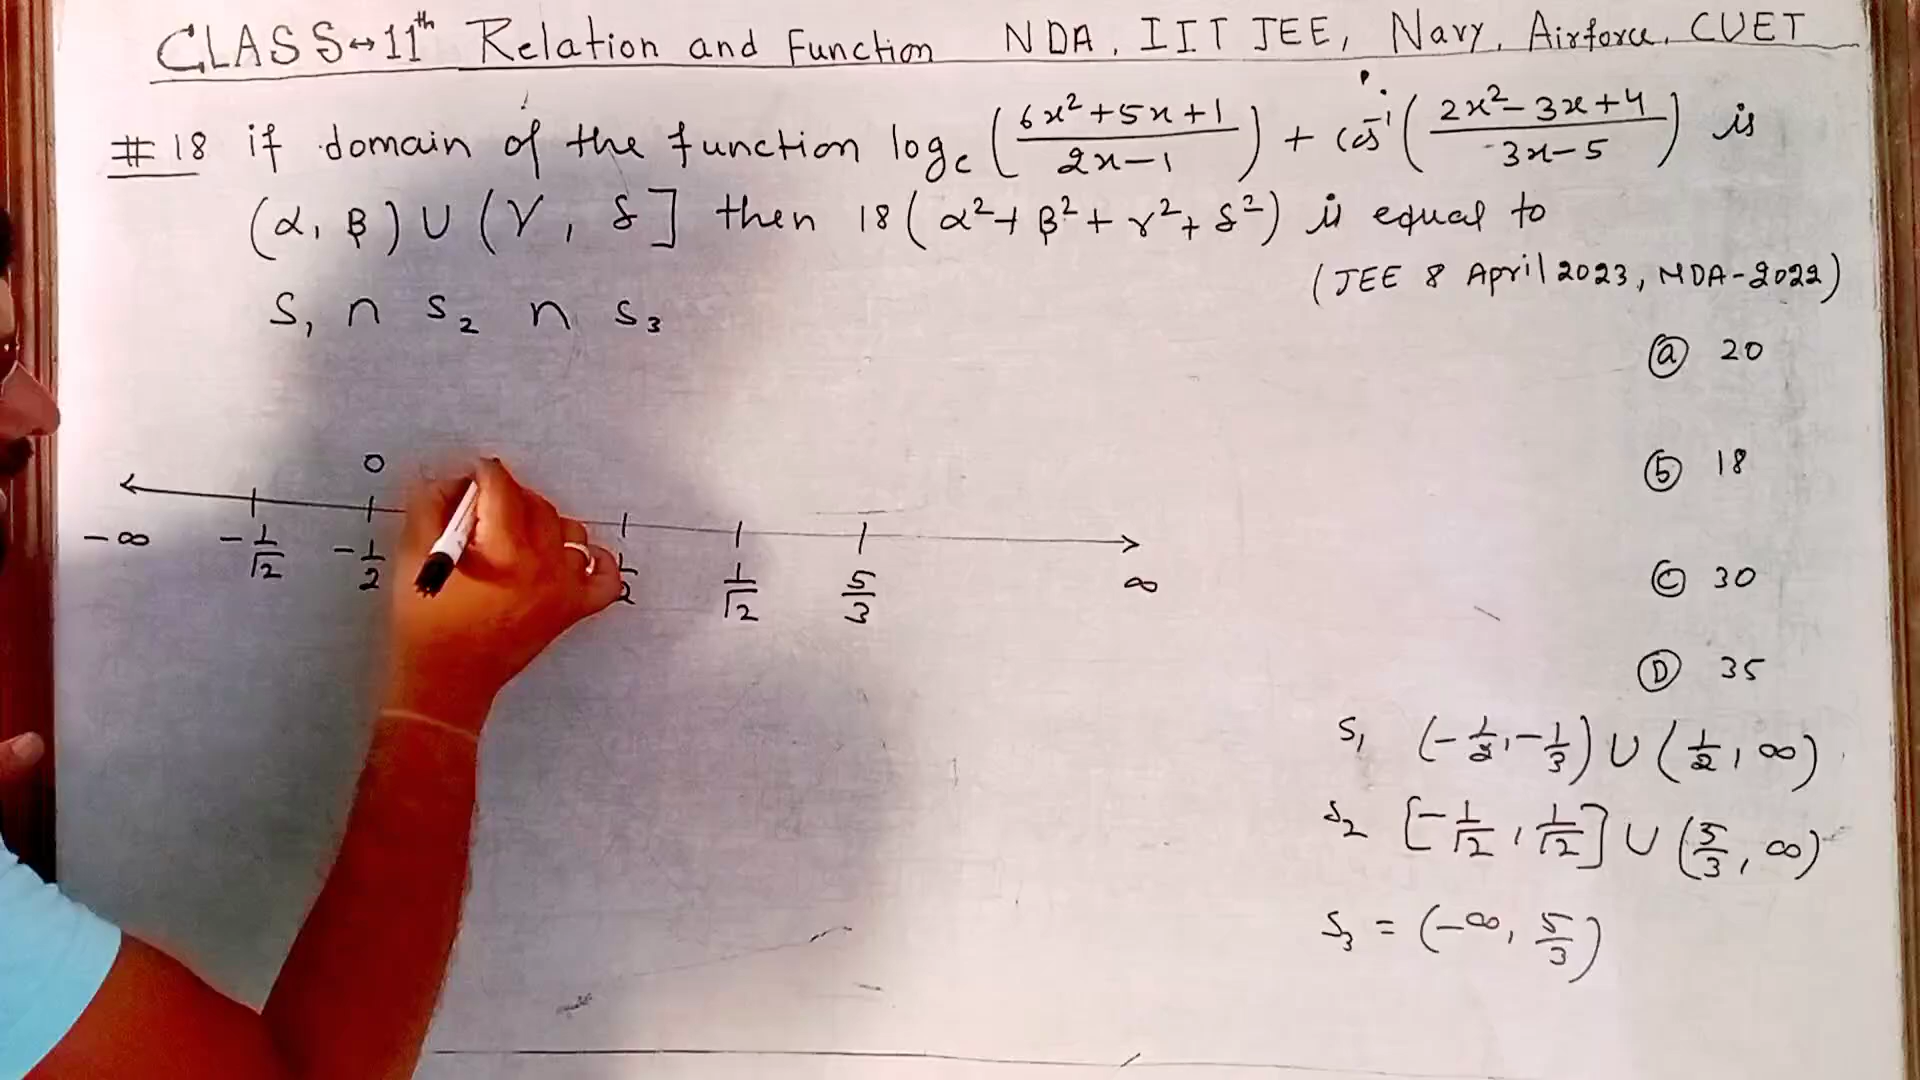 CLASS↔11th Relation and Function NDA, IIT JEE, Navy, Airforce, CUET
#18 if domain of the function log_e ((6x²+5x+1)/(2x-1)) + cos⁻¹ ((2x²-3x+4)/(3x-5)) is
(α, β) ∪ (γ, δ] then 18(α²+β²+γ²+δ²) is equal to
(JEE 8 April 2023, NDA-2022)
S₁ ∩ S₂ ∩ S₃
(a) 20
(b) 18
(c) 30
(D) 35
0
-∞ -1/√2 -1/2 1/√2 5/3 ∞
S₁ (-1/2, -1/3) ∪ (1/2, ∞)
S₂ [-1/√2, 1/√2] ∪ (5/3, ∞)
S₃ = (-∞, 5/3)